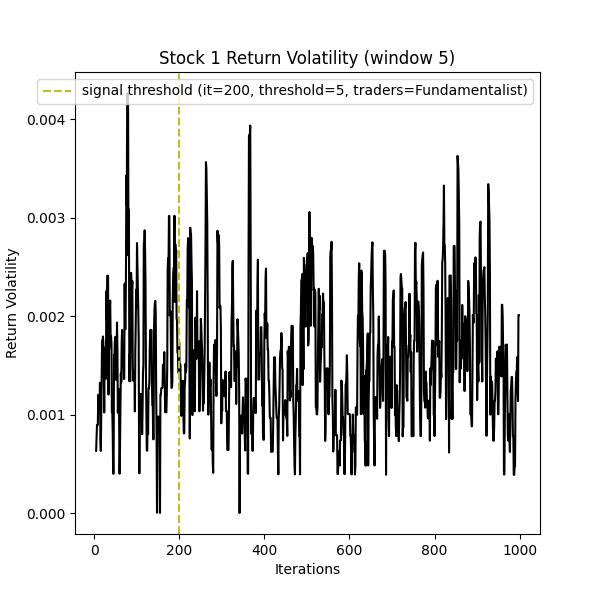 Stock 1 Return Volatility (window 5)
signal threshold (it=200, threshold=5, traders=Fundamentalist)
0.004
0.003
0.002
0.001
0.000
Return Volatility
0 200 400 600 800 1000
Iterations